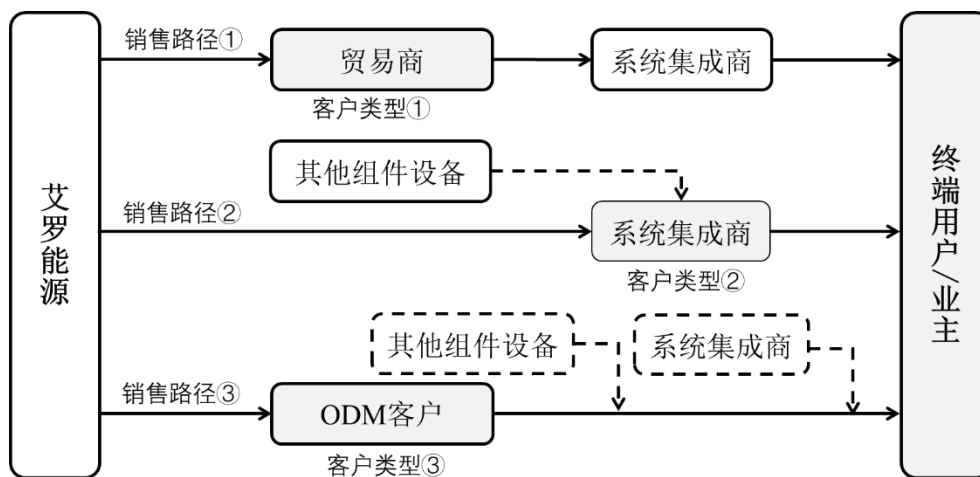 艾罗能源
销售路径①
贸易商
客户类型①
系统集成商
其他组件设备
销售路径②
系统集成商
客户类型②
其他组件设备
系统集成商
销售路径③
ODM客户
客户类型③
终端用户/业主